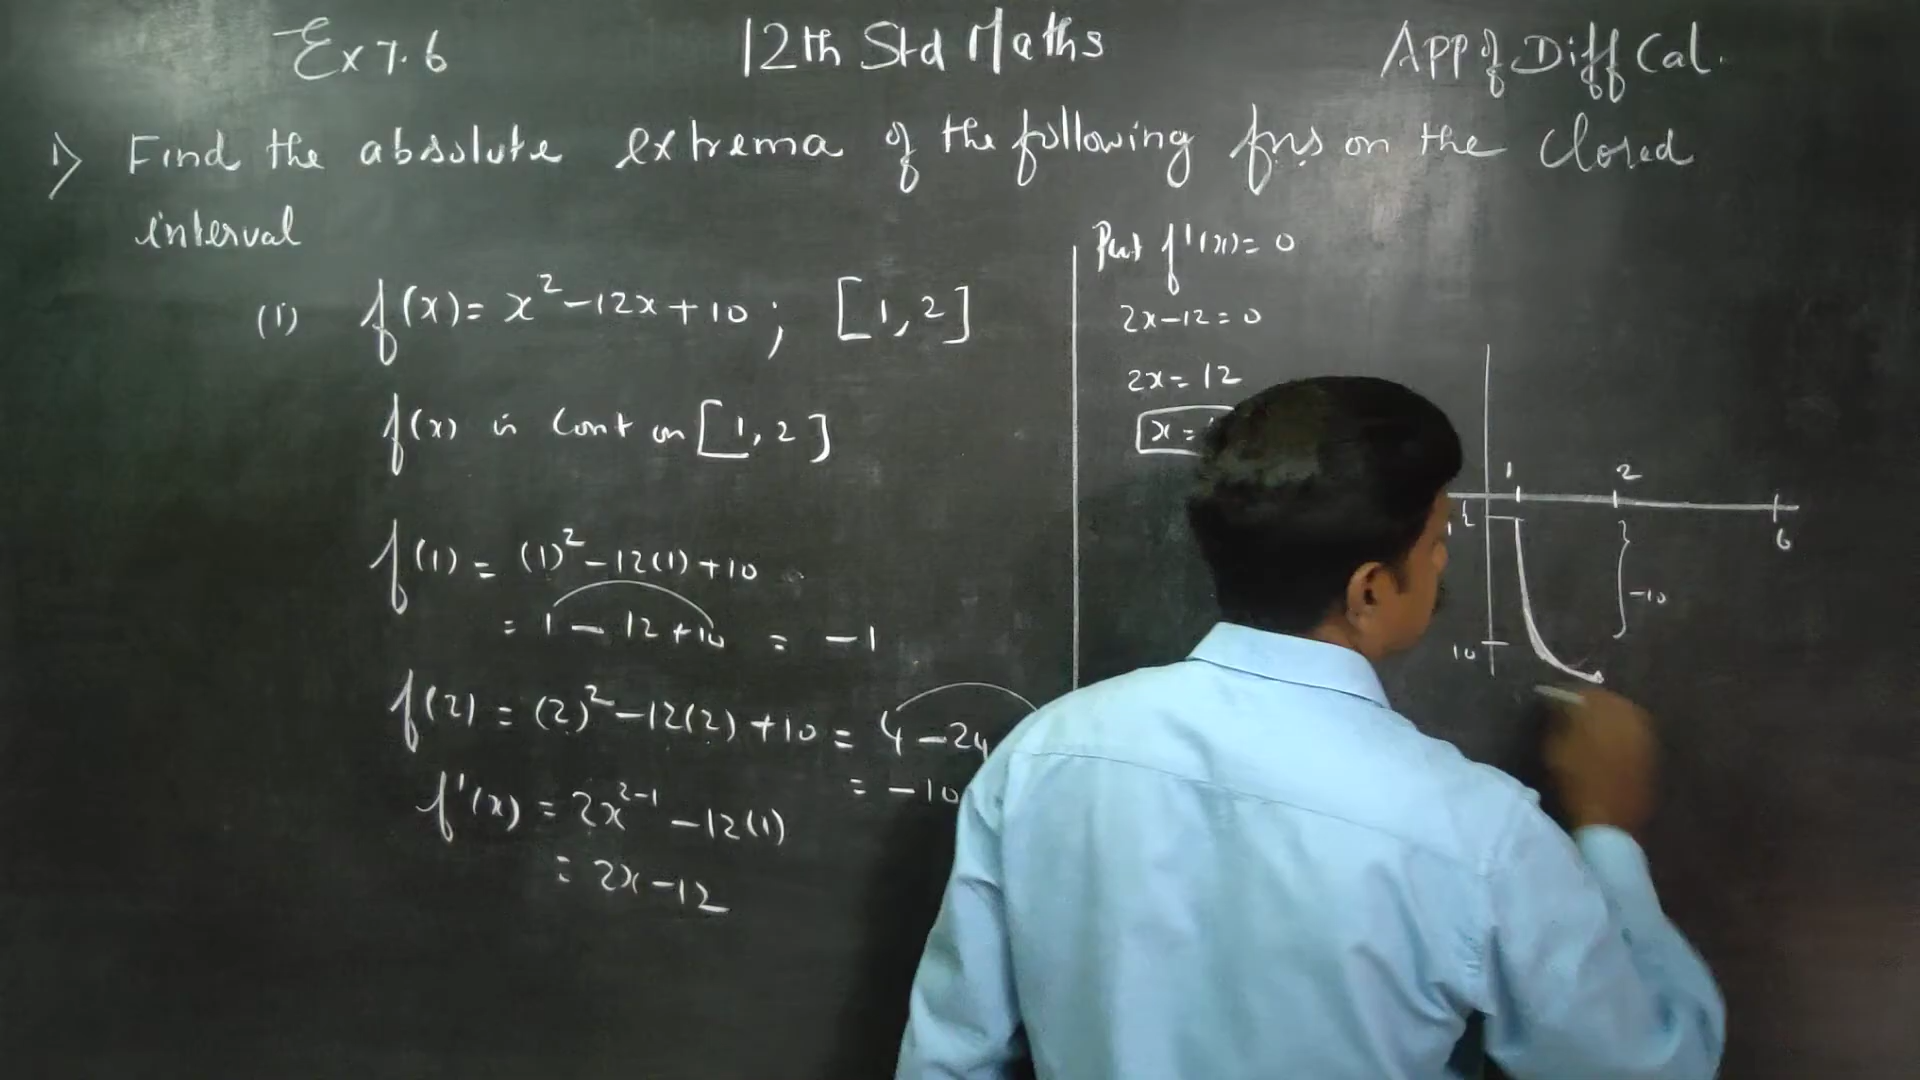 Ex 7.6 12th Std Maths APP of Diff Cal.
1) Find the absolute extrema of the following fns on the closed
interval
(i) f(x) = x² - 12x + 10 ; [1, 2]
f(x) is cont on [1, 2]
f(1) = (1)² - 12(1) + 10
= 1 - 12 + 10 = -1
f(2) = (2)² - 12(2) + 10 = 4 - 24
= -10
f'(x) = 2x²⁻¹ - 12(1)
= 2x - 12
Put f'(x) = 0
2x - 12 = 0
2x = 12
x =
1 2
6
-10
10